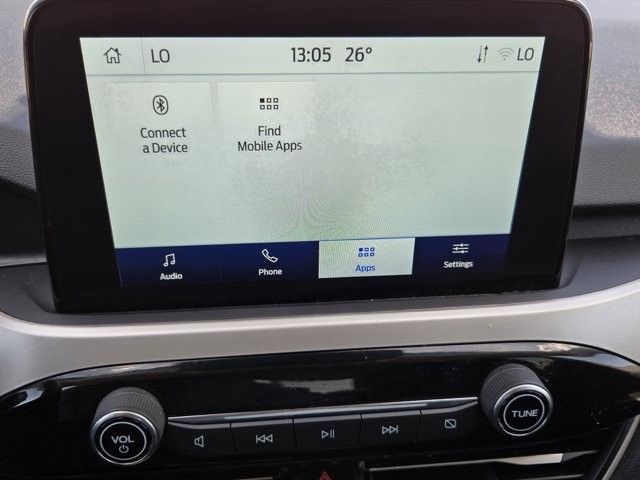 LO 13:05 26° LO
Connect
a Device
Find
Mobile Apps
Audio Phone Apps Settings
VOL TUNE